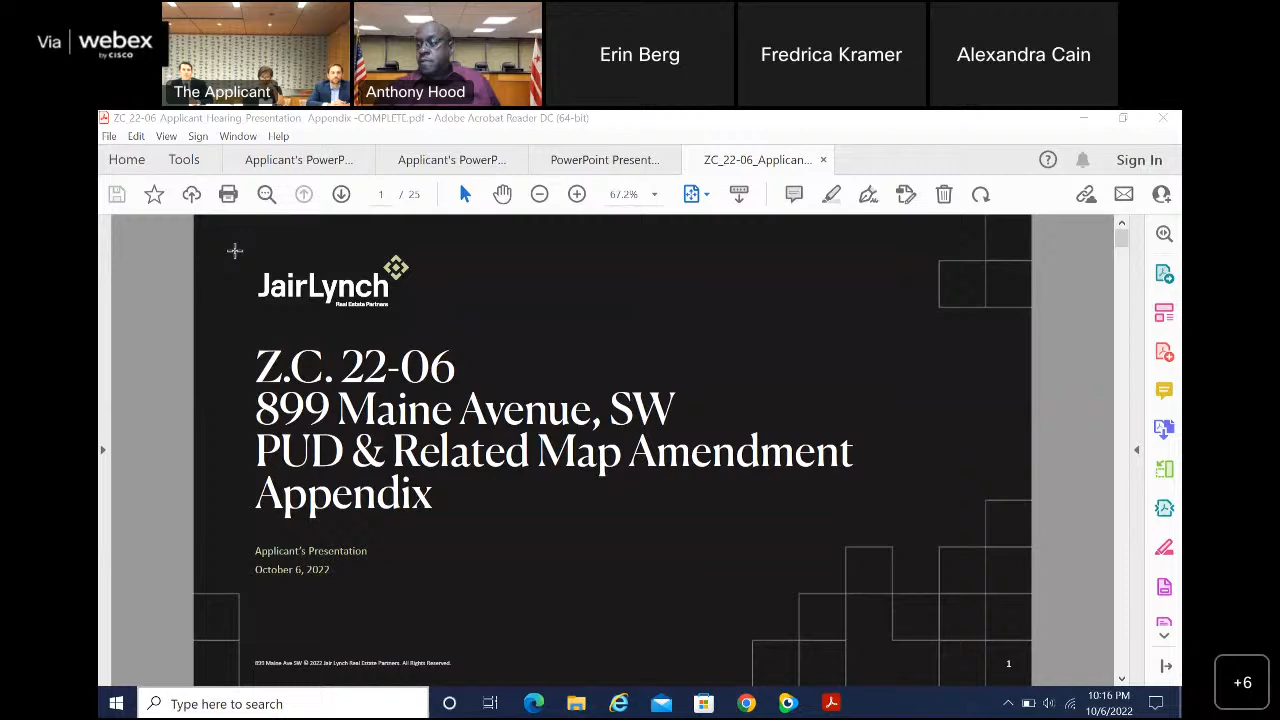 Via webex
by CISCO
The Applicant
Anthony Hood
Erin Berg
Fredrica Kramer
Alexandra Cain
ZC 22-06 Applicant Hearing Presentation Appendix -COMPLETE.pdf - Adobe Acrobat Reader DC (64-bit)
File Edit View Sign Window Help
Home Tools Applicant's PowerP... Applicant's PowerP... PowerPoint Present... ZC_22-06_Applican... × Sign In
1 / 25 67.2%
JairLynch
Real Estate Partners
Z.C. 22-06
899 Maine Avenue, SW
PUD & Related Map Amendment
Appendix
Applicant's Presentation
October 6, 2022
899 Maine Ave SW © 2022 Jair Lynch Real Estate Partners. All Rights Reserved.
1
+6
Type here to search
10:16 PM
10/6/2022